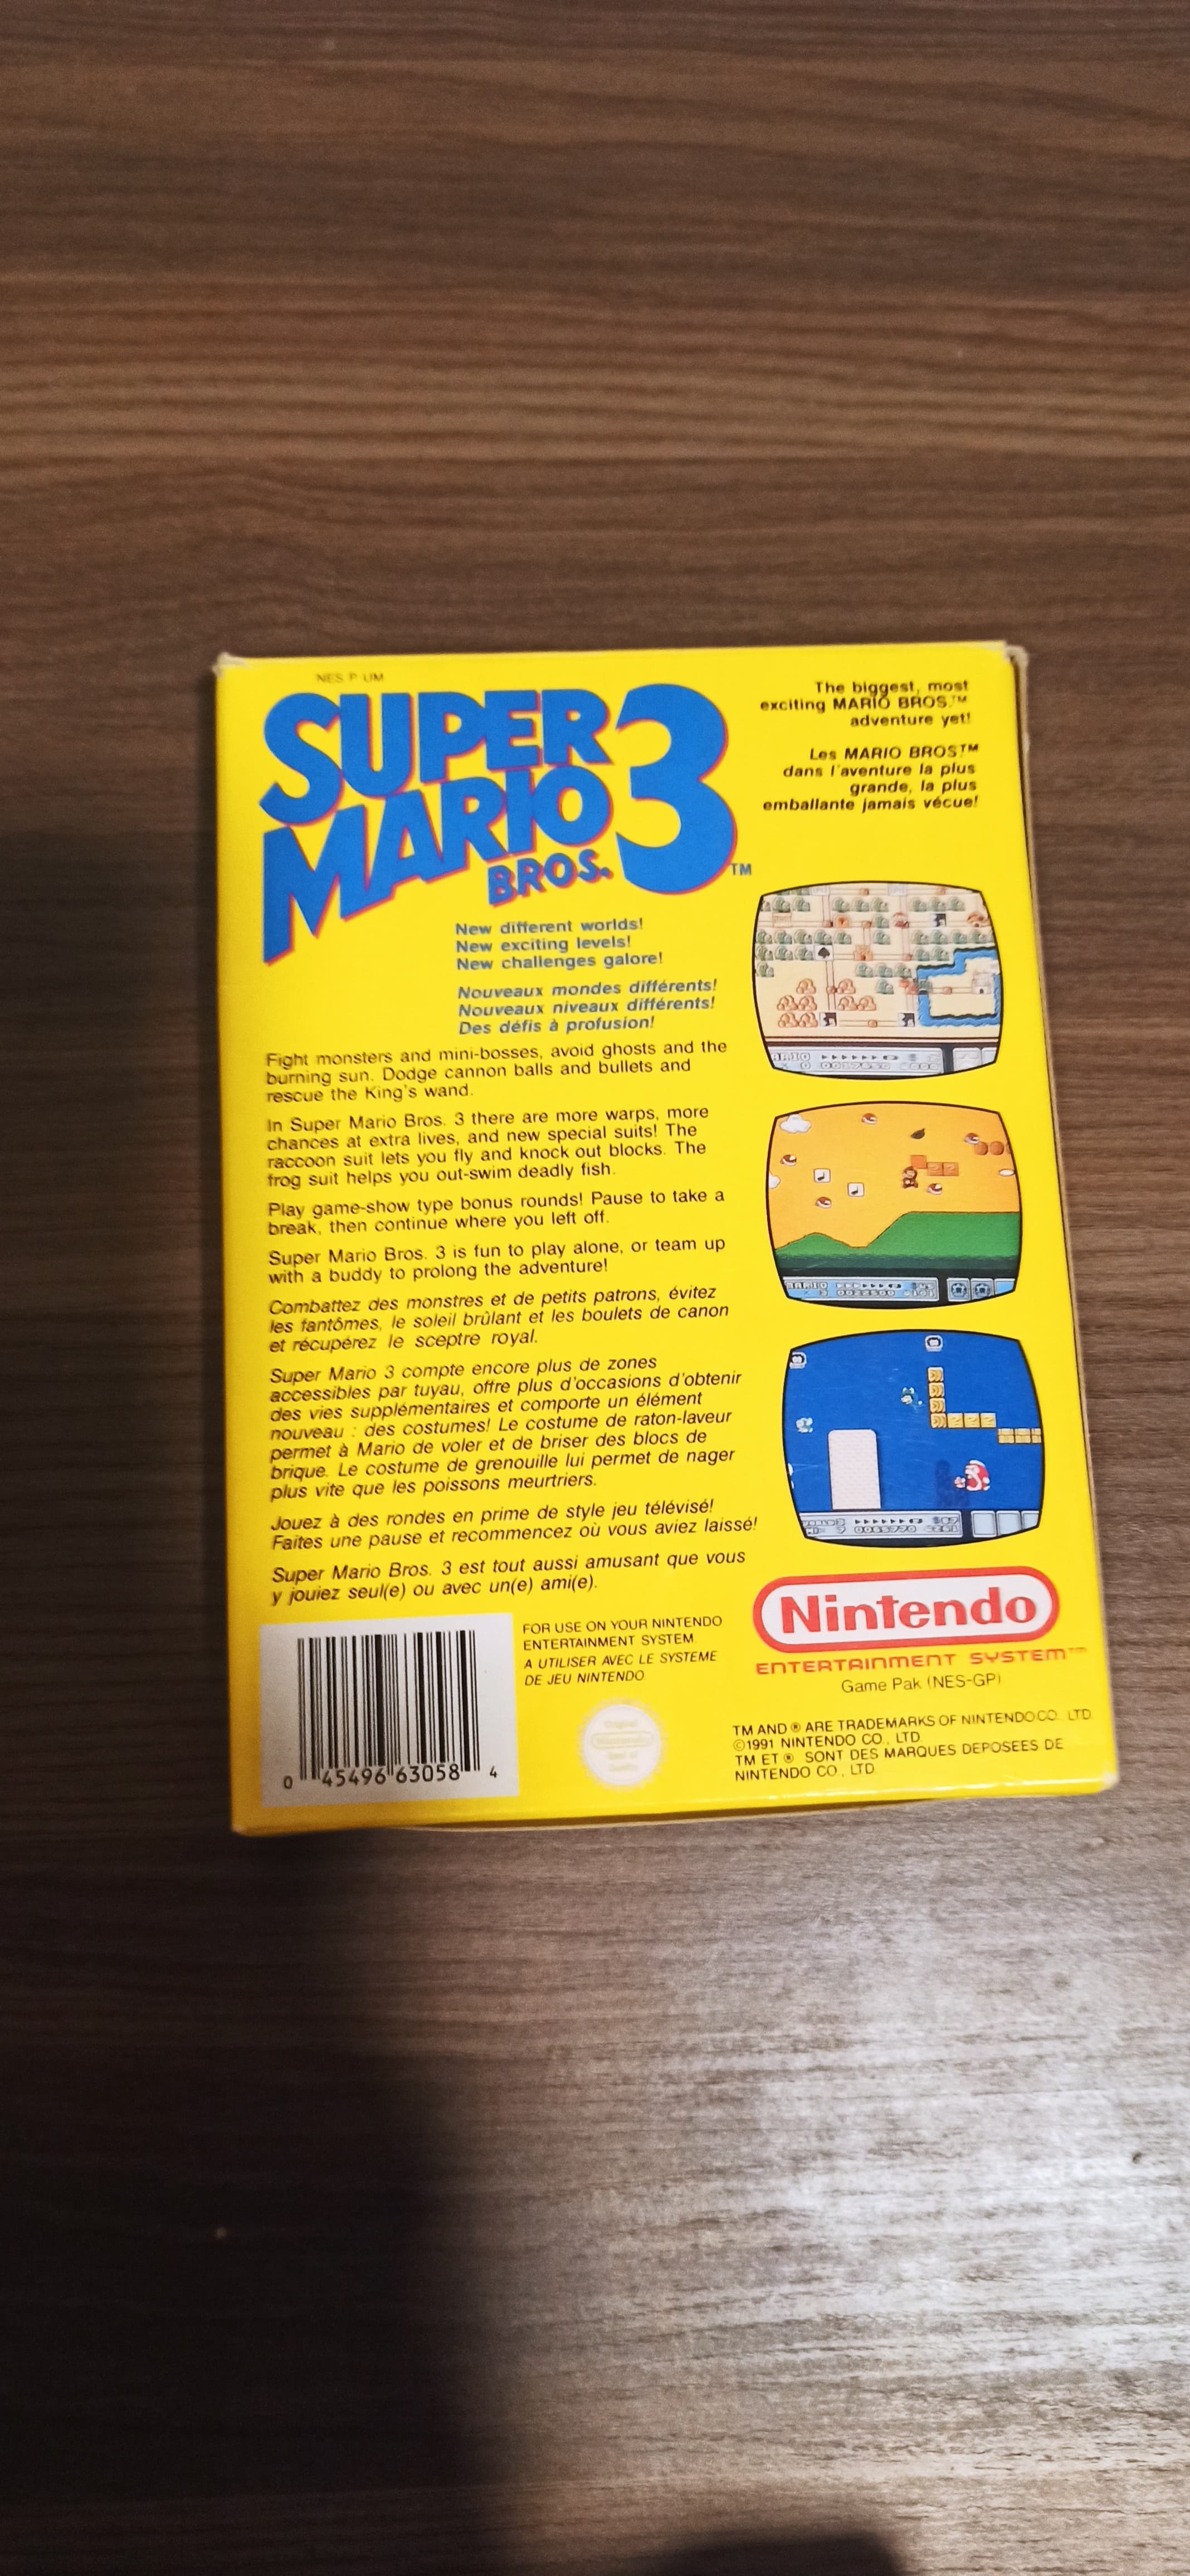 NES P UM
SUPER
MARIO
BROS.
3
TM
The biggest, most
exciting MARIO BROS.™
adventure yet!
Les MARIO BROS™
dans l'aventure la plus
grande, la plus
emballante jamais vécue!
New different worlds!
New exciting levels!
New challenges galore!
Nouveaux mondes différents!
Nouveaux niveaux différents!
Des défis à profusion!
Fight monsters and mini-bosses, avoid ghosts and the
burning sun. Dodge cannon balls and bullets and
rescue the King's wand.
In Super Mario Bros. 3 there are more warps, more
chances at extra lives, and new special suits! The
raccoon suit lets you fly and knock out blocks. The
frog suit helps you out-swim deadly fish.
Play game-show type bonus rounds! Pause to take a
break, then continue where you left off.
Super Mario Bros. 3 is fun to play alone, or team up
with a buddy to prolong the adventure!
Combattez des monstres et de petits patrons, évitez
les fantômes, le soleil brûlant et les boulets de canon
et récupérez le sceptre royal.
Super Mario 3 compte encore plus de zones
accessibles par tuyau, offre plus d'occasions d'obtenir
des vies supplémentaires et comporte un élément
nouveau : des costumes! Le costume de raton-laveur
permet à Mario de voler et de briser des blocs de
brique. Le costume de grenouille lui permet de nager
plus vite que les poissons meurtriers.
Jouez à des rondes en prime de style jeu télévisé!
Faites une pause et recommencez où vous aviez laissé!
Super Mario Bros. 3 est tout aussi amusant que vous
y jouiez seul(e) ou avec un(e) ami(e).
0 45496 63058 4
FOR USE ON YOUR NINTENDO
ENTERTAINMENT SYSTEM
A UTILISER AVEC LE SYSTEME
DE JEU NINTENDO
Nintendo
ENTERTAINMENT SYSTEM™
Game Pak (NES-GP)
TM AND ® ARE TRADEMARKS OF NINTENDO CO. LTD.
©1991 NINTENDO CO., LTD
TM ET ® SONT DES MARQUES DEPOSEES DE
NINTENDO CO., LTD